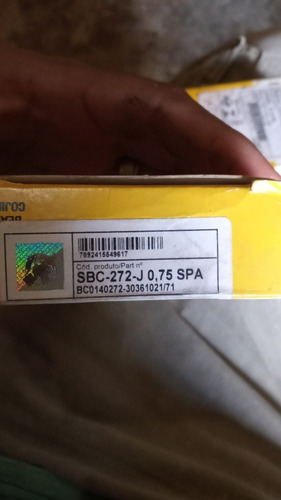 7892415549617
Cód. produto/Part nº
SBC-272-J 0,75 SPA
BC0140272-30361021/71